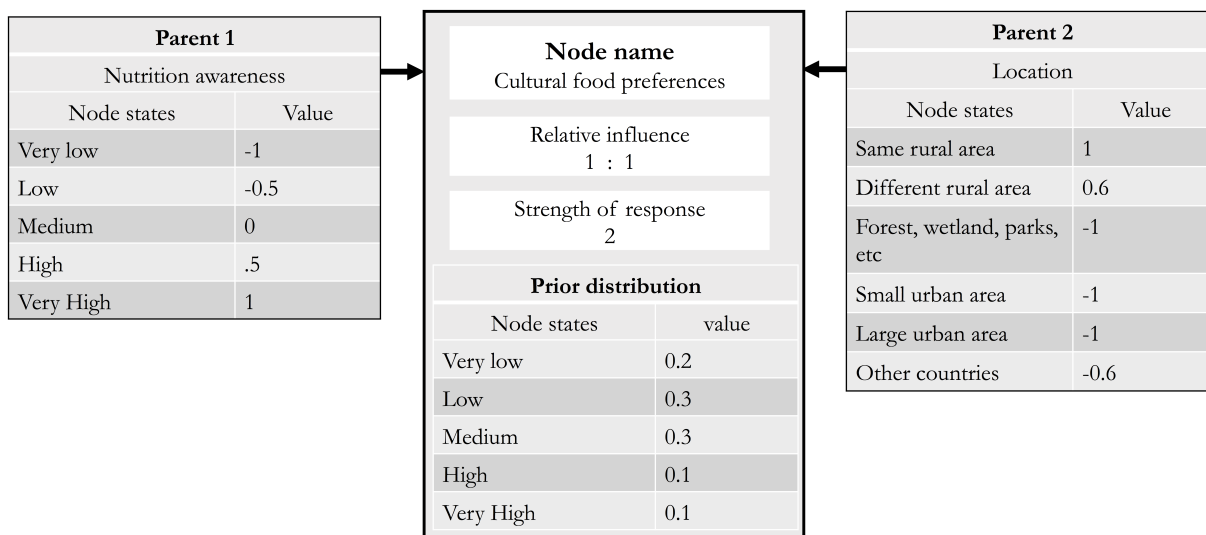 Parent 1
Nutrition awareness
Node states Value
Very low -1
Low -0.5
Medium 0
High .5
Very High 1
Node name
Cultural food preferences
Relative influence
1 : 1
Strength of response
2
Prior distribution
Node states value
Very low 0.2
Low 0.3
Medium 0.3
High 0.1
Very High 0.1
Parent 2
Location
Node states Value
Same rural area 1
Different rural area 0.6
Forest, wetland, parks, -1
etc
Small urban area -1
Large urban area -1
Other countries -0.6